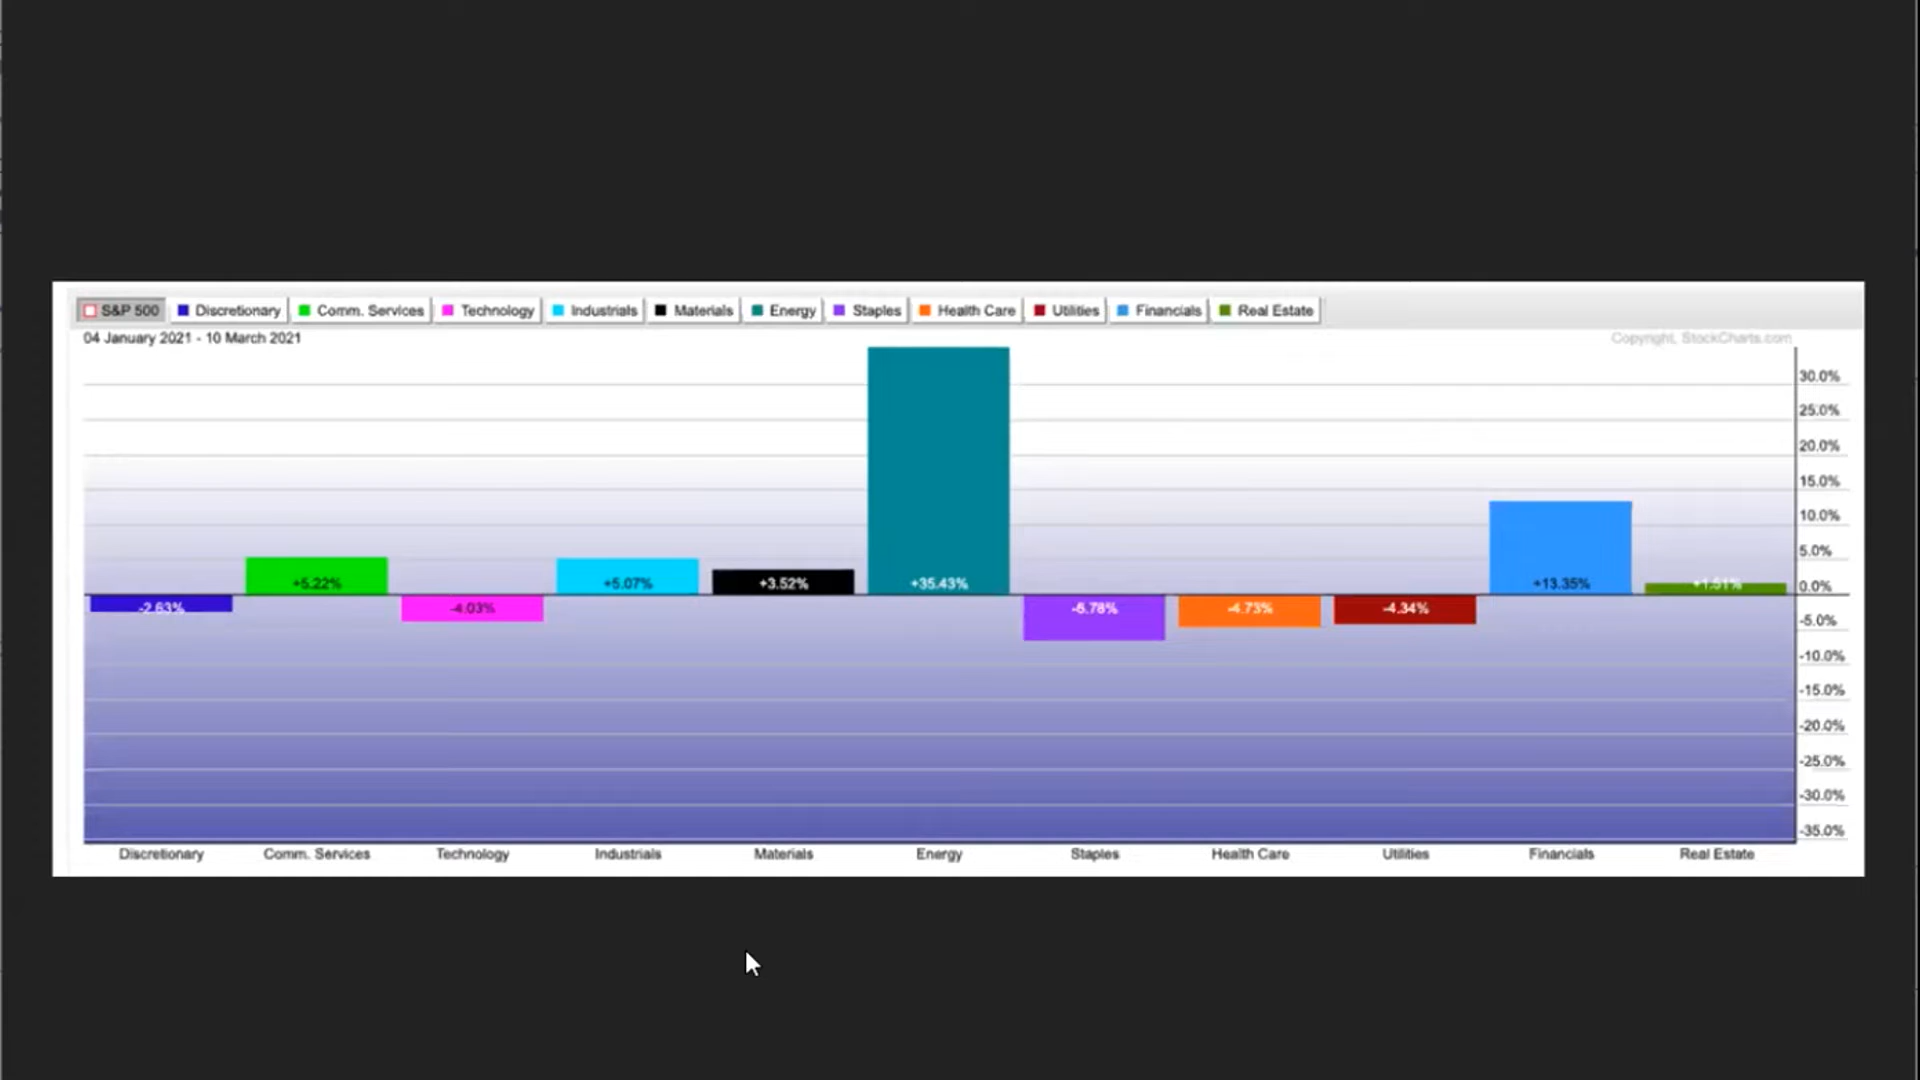 S&P 500 Discretionary Comm. Services Technology Industrials Materials Energy Staples Health Care Utilities Financials Real Estate
04 January 2021 - 10 March 2021
Copyright, StockCharts.com
30.0%
25.0%
20.0%
15.0%
10.0%
5.0%
+5.22% +5.07% +3.52% +35.43% +13.35% +1.51% 0.0%
-2.63% -4.03% -6.78% -4.73% -4.34%
-5.0%
-10.0%
-15.0%
-20.0%
-25.0%
-30.0%
-35.0%
Discretionary Comm. Services Technology Industrials Materials Energy Staples Health Care Utilities Financials Real Estate